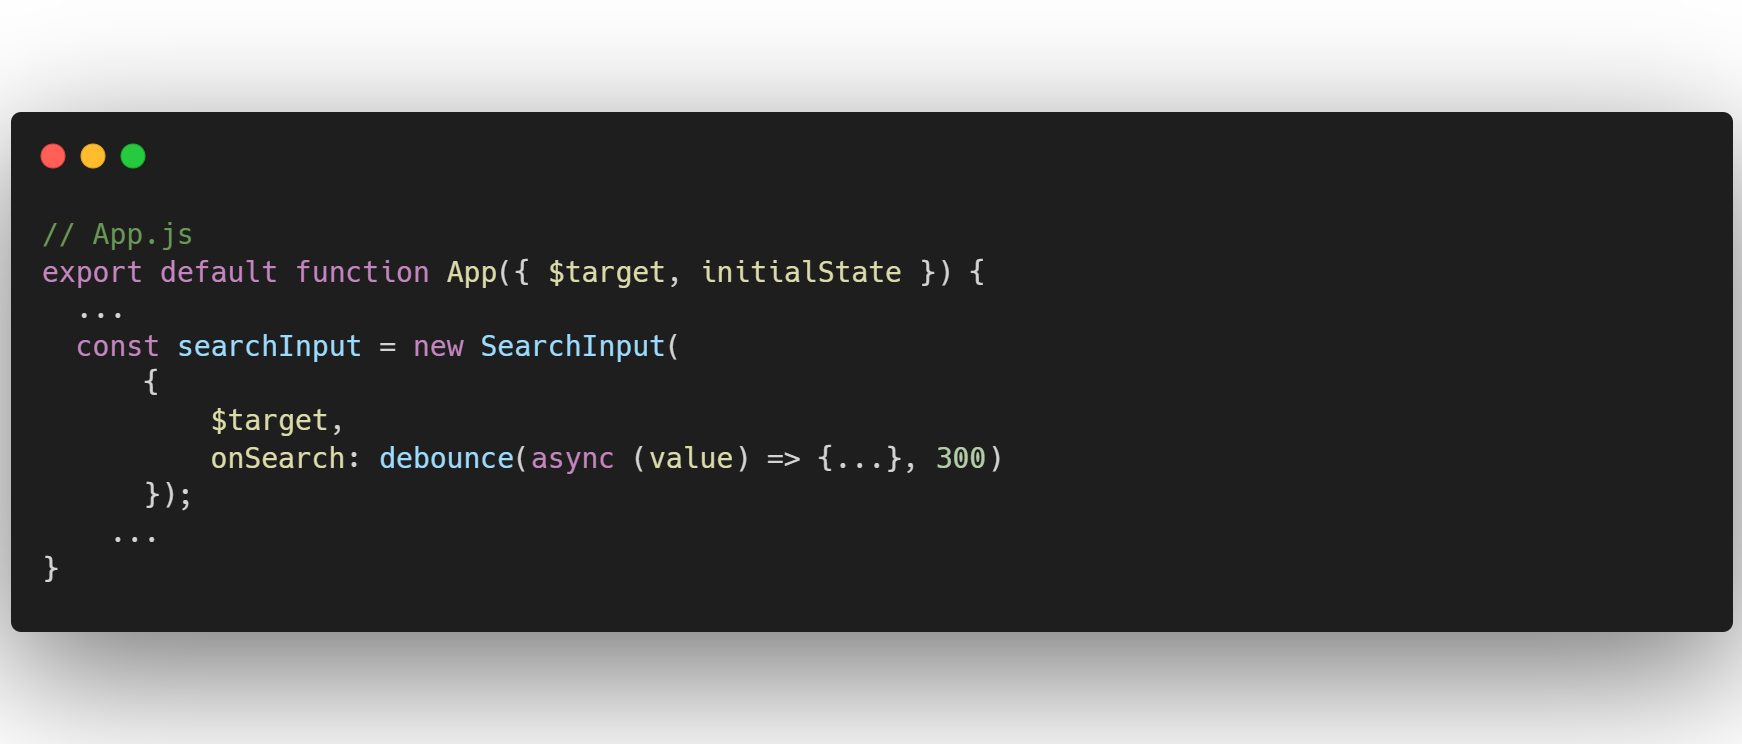 // App.js
export default function App({ $target, initialState }) {
  ...
  const searchInput = new SearchInput(
      {
          $target,
          onSearch: debounce(async (value) => {...}, 300)
      });
    ...
}